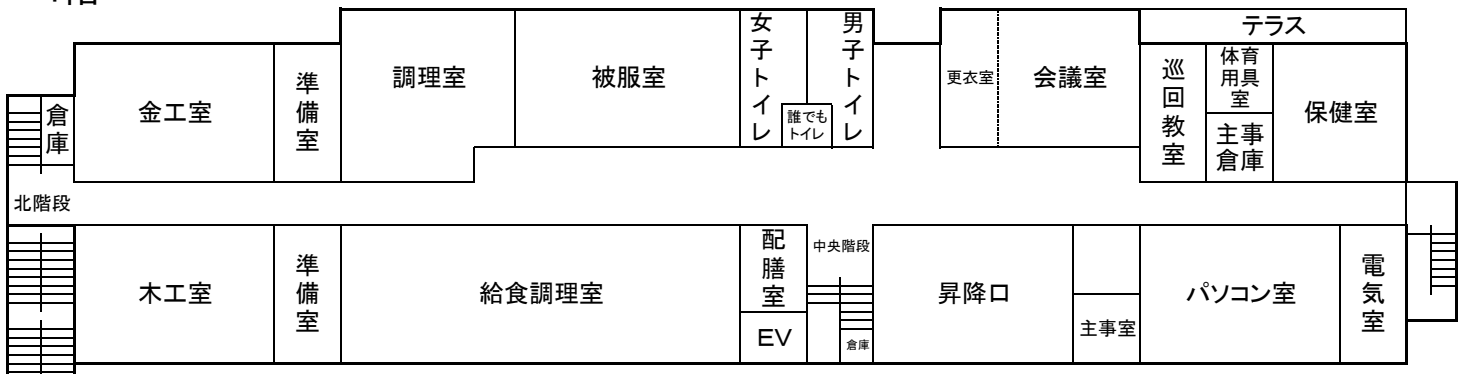 テラス
女子トイレ
男子トイレ
誰でも
トイレ
調理室
被服室
更衣室
会議室
巡回教室
体育
用具
室
主事
倉庫
保健室
倉庫
金工室
準備室
北階段
木工室
準備室
給食調理室
配膳室
EV
中央階段
倉庫
昇降口
主事室
パソコン室
電気室